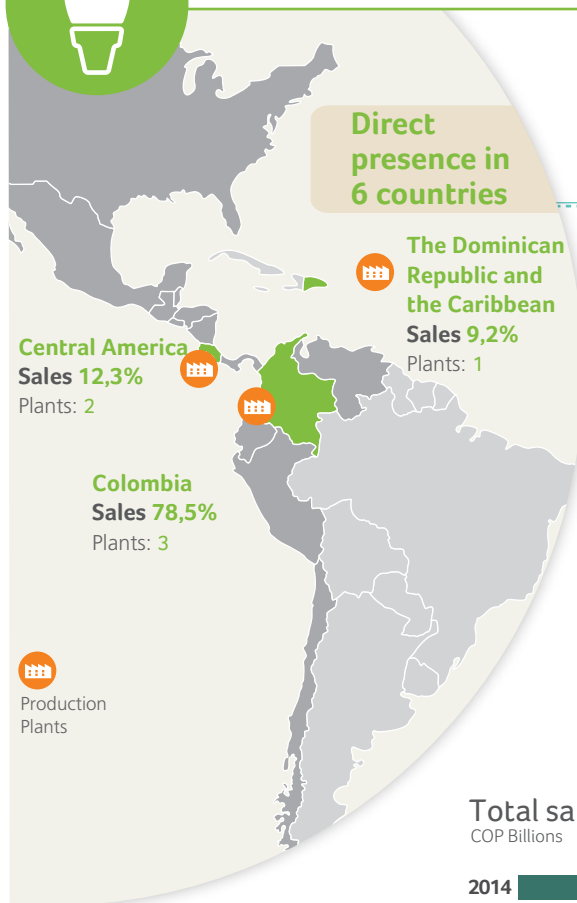 Direct
presence in
6 countries
The Dominican
Republic and
the Caribbean
Sales 9,2%
Plants: 1
Central America
Sales 12,3%
Plants: 2
Colombia
Sales 78,5%
Plants: 3
Production
Plants
Total sa
COP Billions
2014